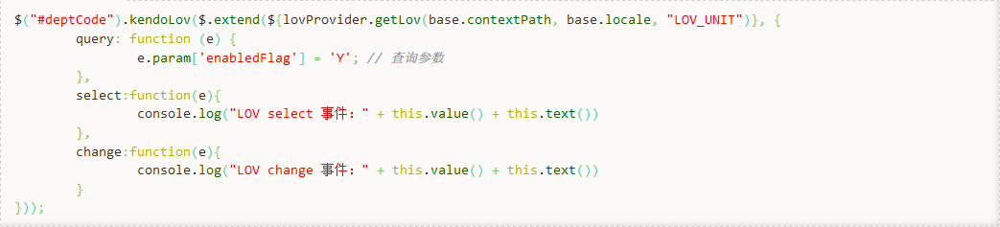 $("#deptCode").kendoLov($.extend(${lovProvider.getLov(base.contextPath, base.locale, "LOV_UNIT")}, {
        query: function (e) {
                e.param['enabledFlag'] = 'Y'; // 查询参数
        },
        select:function(e){
                console.log("LOV select 事件：" + this.value() + this.text())
        },
        change:function(e){
                console.log("LOV change 事件：" + this.value() + this.text())
        }
}));